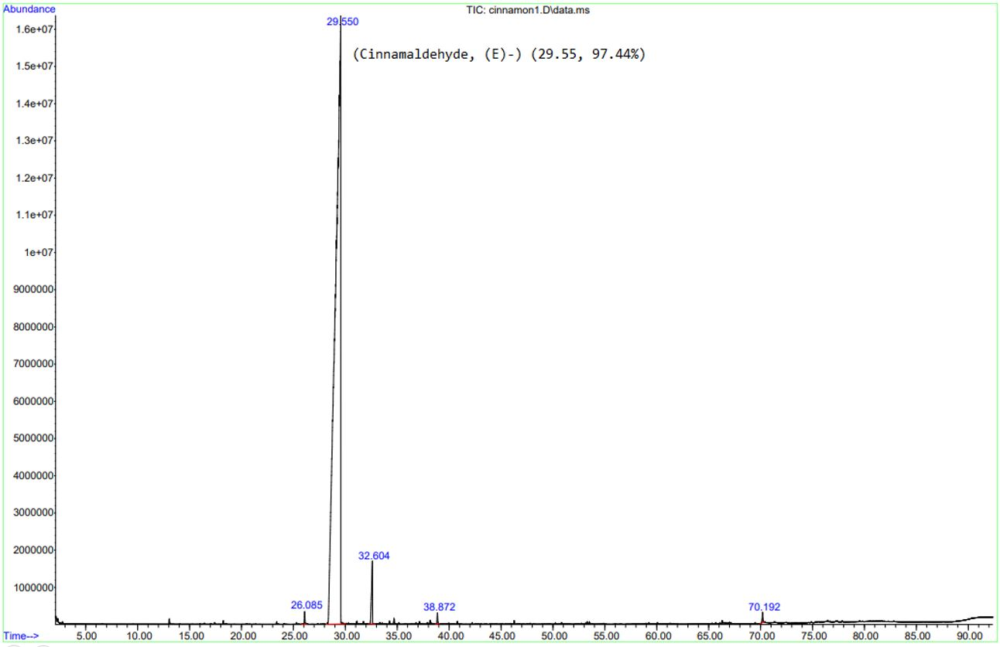 Abundance
TIC: cinnamon1.D\data.ms
29.550
1.6e+07
(Cinnamaldehyde, (E)-) (29.55, 97.44%)
1.5e+07
1.4e+07
1.3e+07
1.2e+07
1.1e+07
1e+07
9000000
8000000
7000000
6000000
5000000
4000000
3000000
2000000
32.604
1000000
26.085
38.872
70.192
Time-->
5.00 10.00 15.00 20.00 25.00 30.00 35.00 40.00 45.00 50.00 55.00 60.00 65.00 70.00 75.00 80.00 85.00 90.00